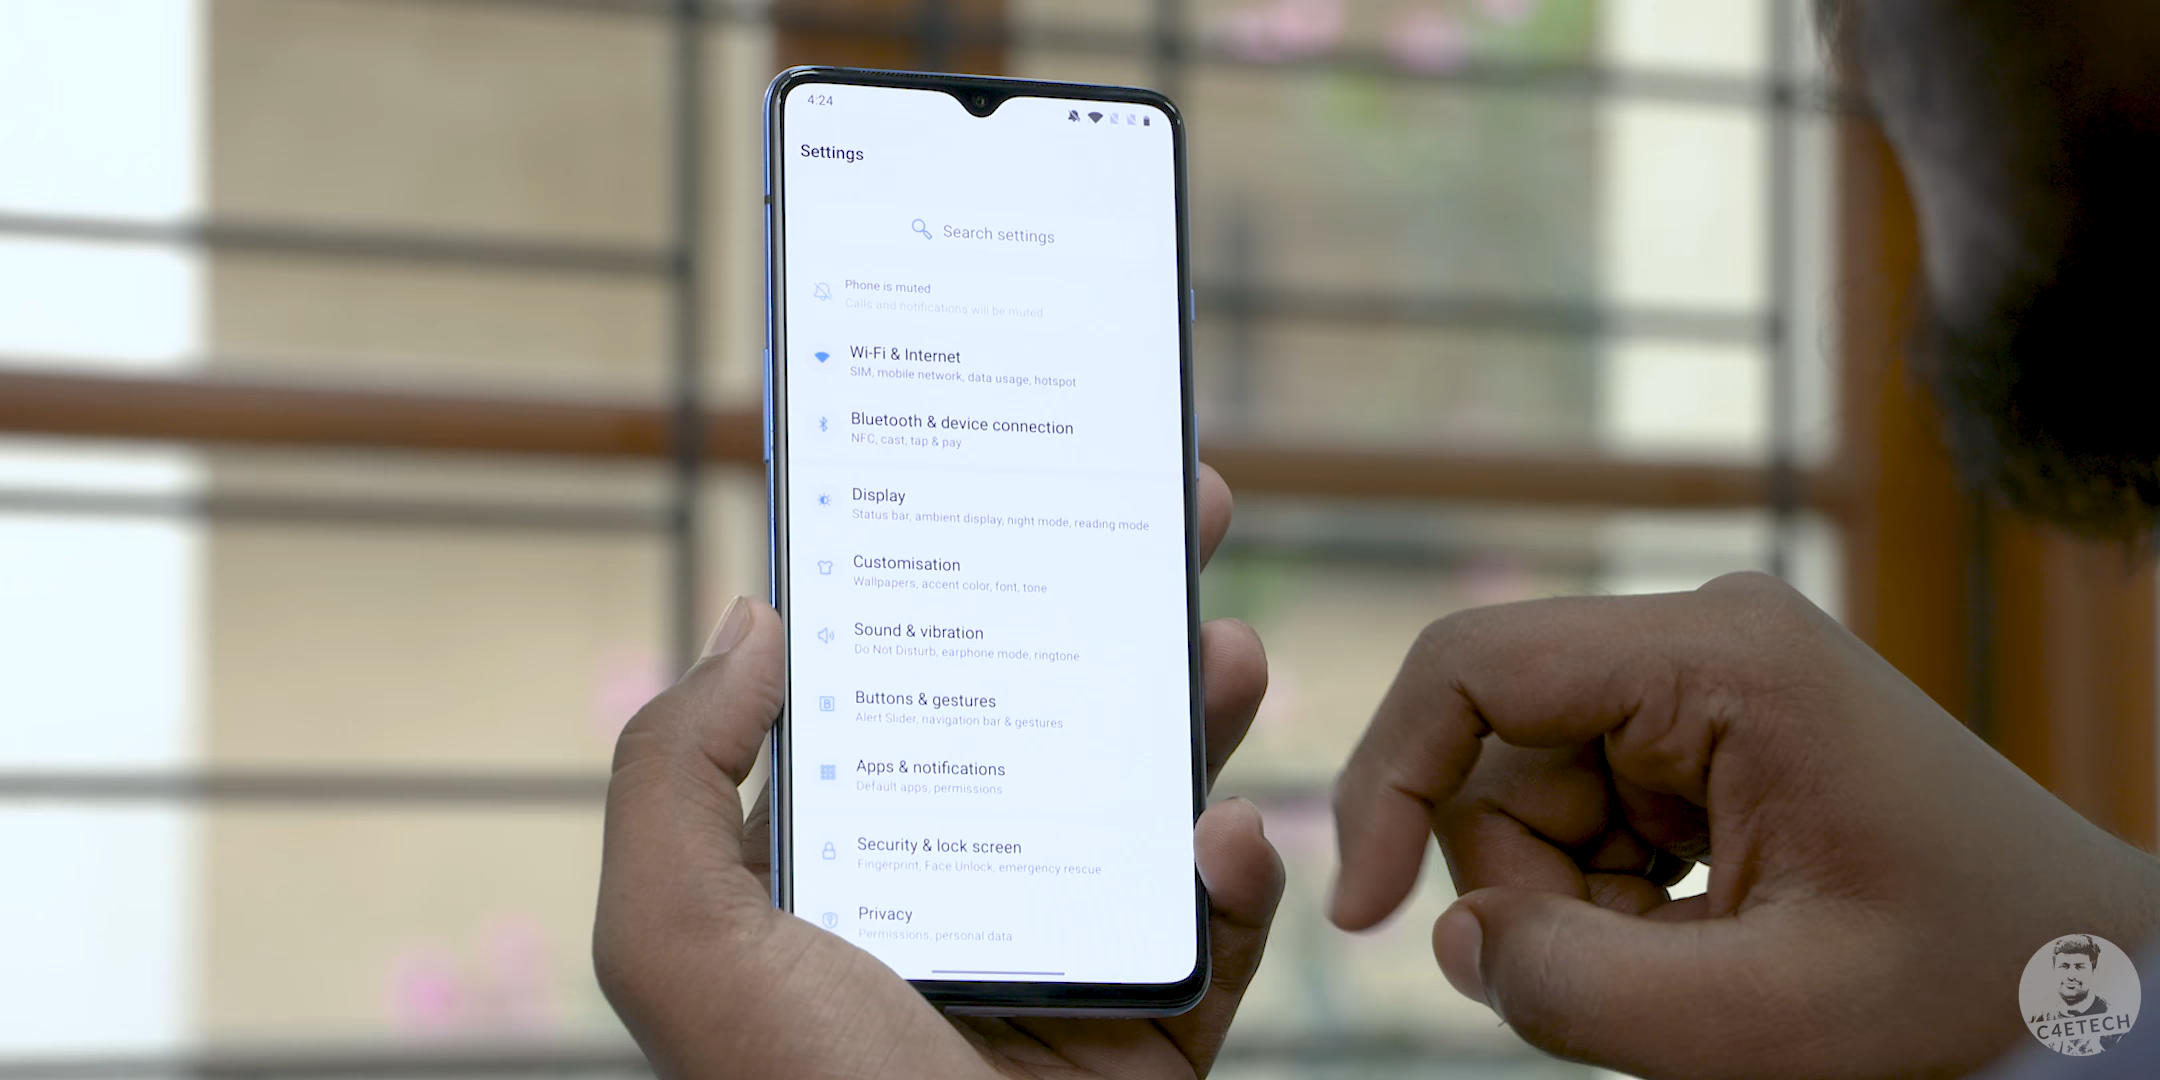 4:24
Settings
Search settings
Phone is muted
Calls and notifications will be muted
Wi-Fi & Internet
SIM, mobile network, data usage, hotspot
Bluetooth & device connection
NFC, cast, tap & pay
Display
Status bar, ambient display, night mode, reading mode
Customisation
Wallpapers, accent color, font, tone
Sound & vibration
Do Not Disturb, earphone mode, ringtone
Buttons & gestures
Alert Slider, navigation bar & gestures
Apps & notifications
Default apps, permissions
Security & lock screen
Fingerprint, Face Unlock, emergency rescue
Privacy
Permissions, personal data
C4ETECH